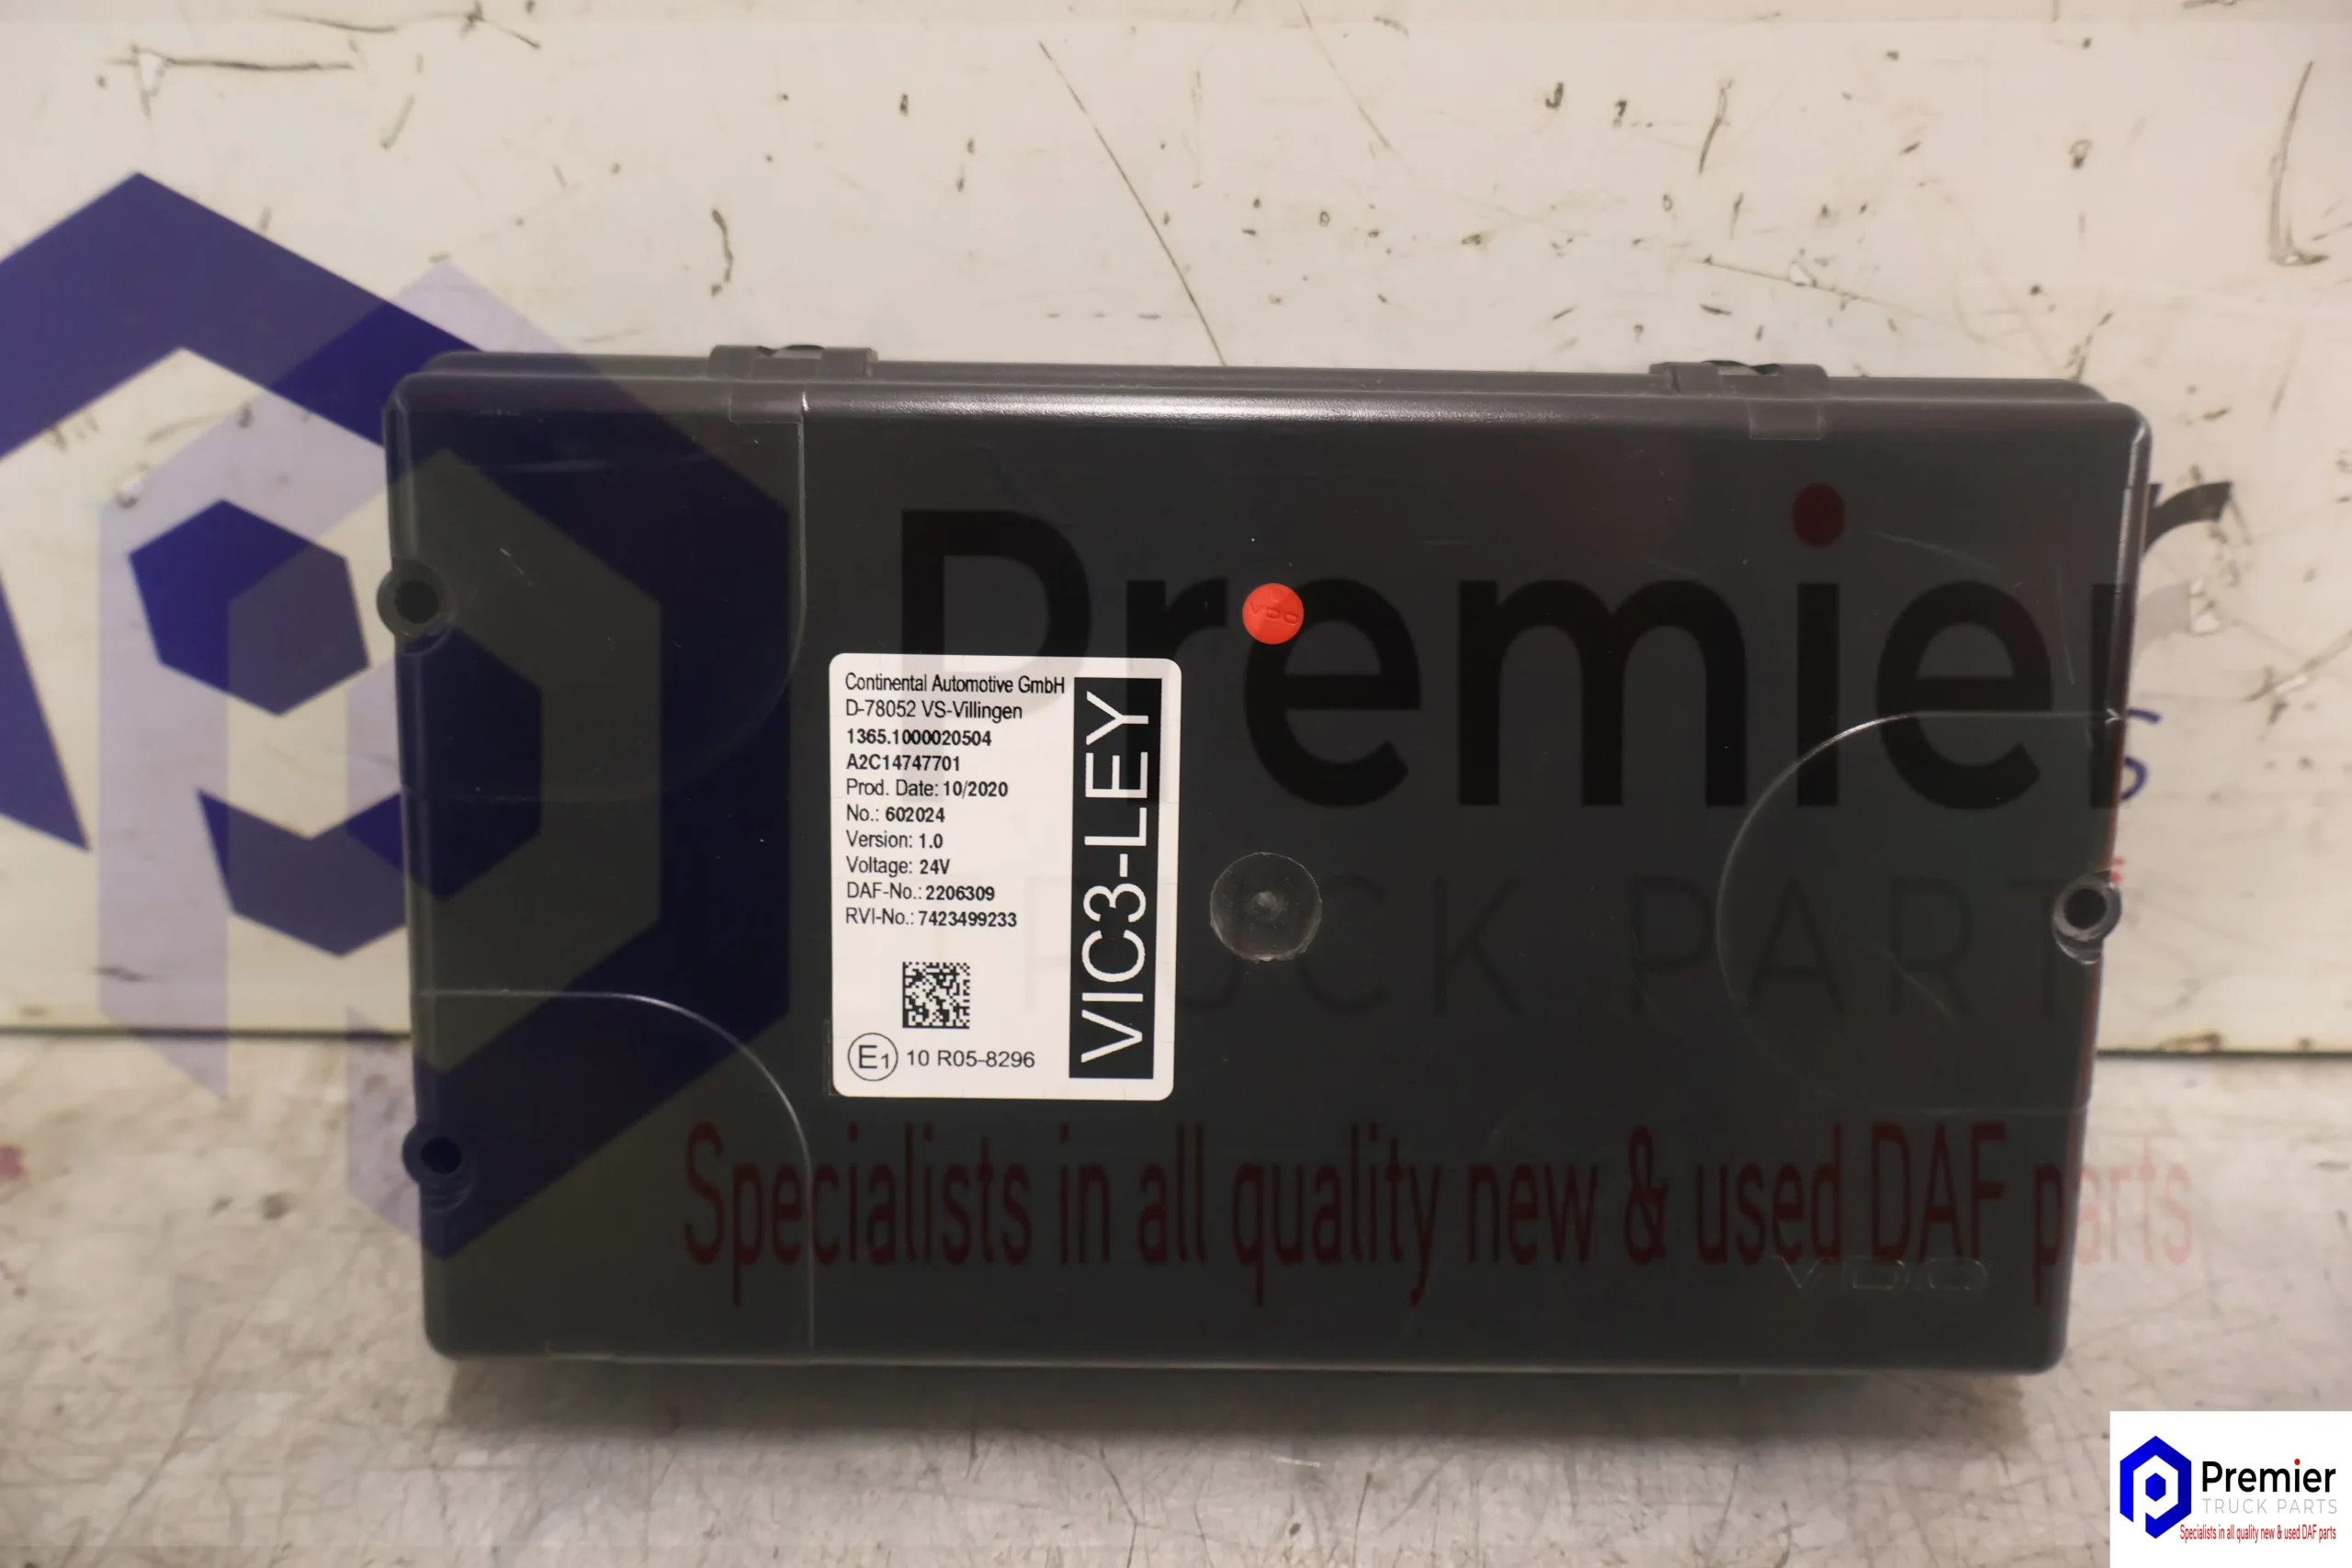 Premier
TRUCK PARTS
Specialists in all quality new & used DAF parts
VDO
Continental Automotive GmbH
D-78052 VS-Villingen
1365.1000020504
A2C14747701
Prod. Date: 10/2020
No.: 602024
Version: 1.0
Voltage: 24V
DAF-No.: 2206309
RVI-No.: 7423499233
E1 10 R05-8296
VIC3-LEY
VDO
Premier
TRUCK PARTS
Specialists in all quality new & used DAF parts